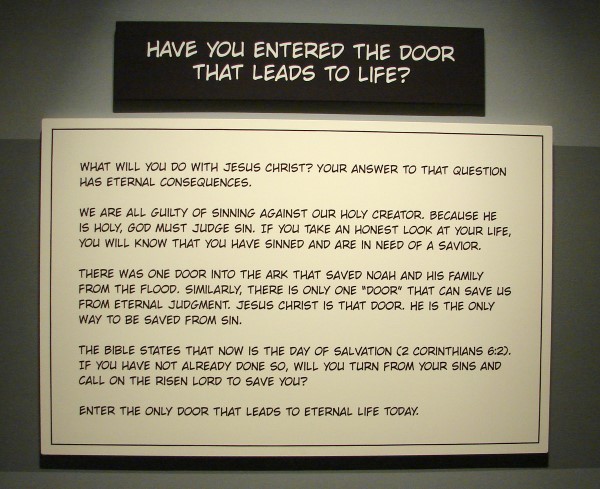 HAVE YOU ENTERED THE DOOR
THAT LEADS TO LIFE?
WHAT WILL YOU DO WITH JESUS CHRIST? YOUR ANSWER TO THAT QUESTION
HAS ETERNAL CONSEQUENCES.
WE ARE ALL GUILTY OF SINNING AGAINST OUR HOLY CREATOR. BECAUSE HE
IS HOLY, GOD MUST JUDGE SIN. IF YOU TAKE AN HONEST LOOK AT YOUR LIFE,
YOU WILL KNOW THAT YOU HAVE SINNED AND ARE IN NEED OF A SAVIOR.
THERE WAS ONE DOOR INTO THE ARK THAT SAVED NOAH AND HIS FAMILY
FROM THE FLOOD. SIMILARLY, THERE IS ONLY ONE "DOOR" THAT CAN SAVE US
FROM ETERNAL JUDGMENT. JESUS CHRIST IS THAT DOOR. HE IS THE ONLY
WAY TO BE SAVED FROM SIN.
THE BIBLE STATES THAT NOW IS THE DAY OF SALVATION (2 CORINTHIANS 6:2).
IF YOU HAVE NOT ALREADY DONE SO, WILL YOU TURN FROM YOUR SINS AND
CALL ON THE RISEN LORD TO SAVE YOU?
ENTER THE ONLY DOOR THAT LEADS TO ETERNAL LIFE TODAY.